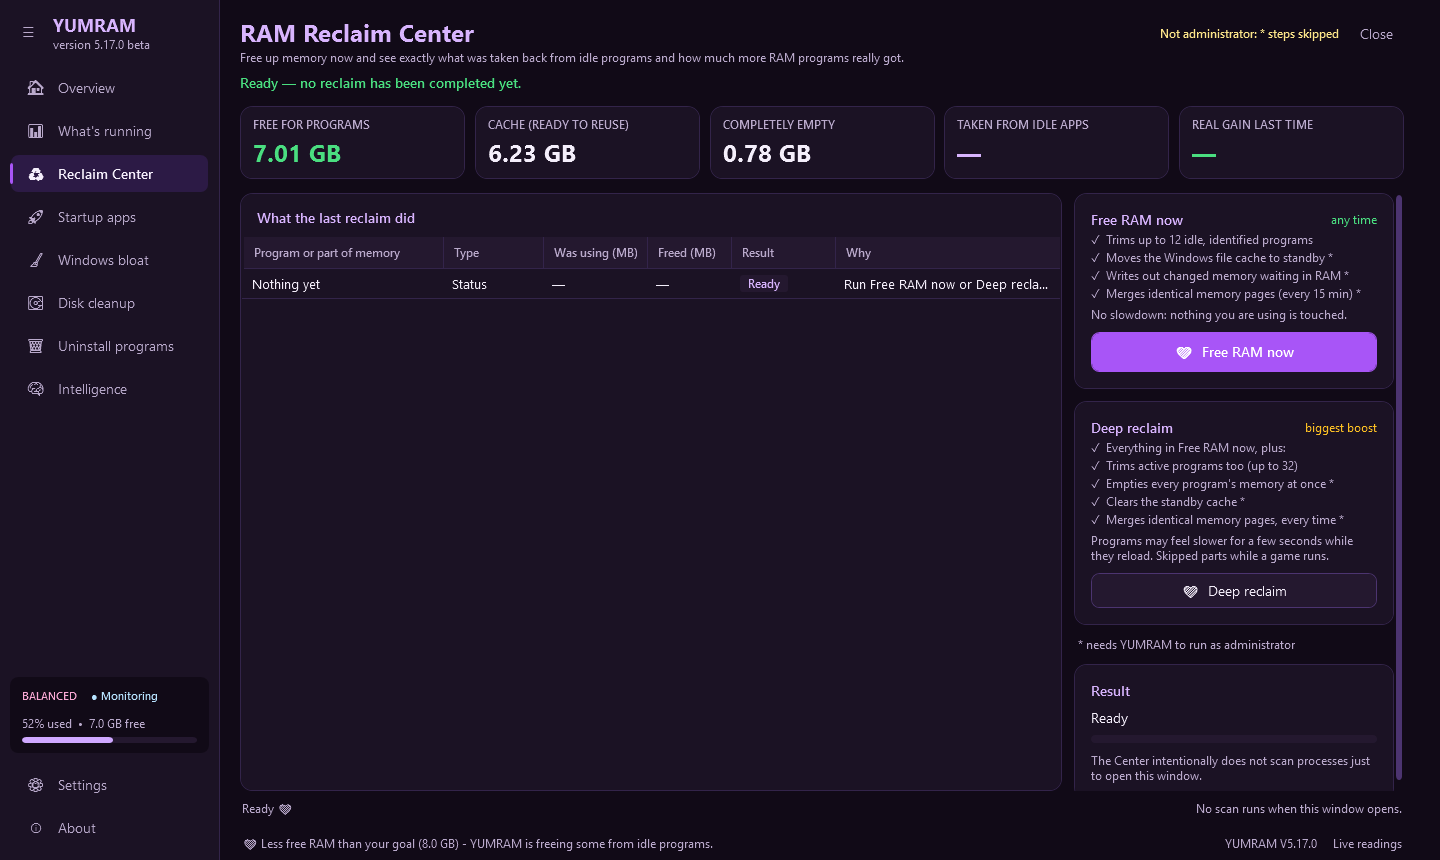 YUMRAM
version 5.17.0 beta
Overview
What's running
Reclaim Center
Startup apps
Windows bloat
Disk cleanup
Uninstall programs
Intelligence
BALANCED ● Monitoring
52% used • 7.0 GB free
Settings
About
RAM Reclaim Center
Not administrator: * steps skipped
Close
Free up memory now and see exactly what was taken back from idle programs and how much more RAM programs really got.
Ready — no reclaim has been completed yet.
FREE FOR PROGRAMS
7.01 GB
CACHE (READY TO REUSE)
6.23 GB
COMPLETELY EMPTY
0.78 GB
TAKEN FROM IDLE APPS
—
REAL GAIN LAST TIME
—
What the last reclaim did
Program or part of memory Type Was using (MB) Freed (MB) Result Why
Nothing yet Status — — Ready Run Free RAM now or Deep recla...
Free RAM now any time
✓ Trims up to 12 idle, identified programs
✓ Moves the Windows file cache to standby *
✓ Writes out changed memory waiting in RAM *
✓ Merges identical memory pages (every 15 min) *
No slowdown: nothing you are using is touched.
Free RAM now
Deep reclaim biggest boost
✓ Everything in Free RAM now, plus:
✓ Trims active programs too (up to 32)
✓ Empties every program's memory at once *
✓ Clears the standby cache *
✓ Merges identical memory pages, every time *
Programs may feel slower for a few seconds while
they reload. Skipped parts while a game runs.
Deep reclaim
* needs YUMRAM to run as administrator
Result
Ready
The Center intentionally does not scan processes just
to open this window.
Ready
No scan runs when this window opens.
Less free RAM than your goal (8.0 GB) - YUMRAM is freeing some from idle programs.
YUMRAM V5.17.0 Live readings